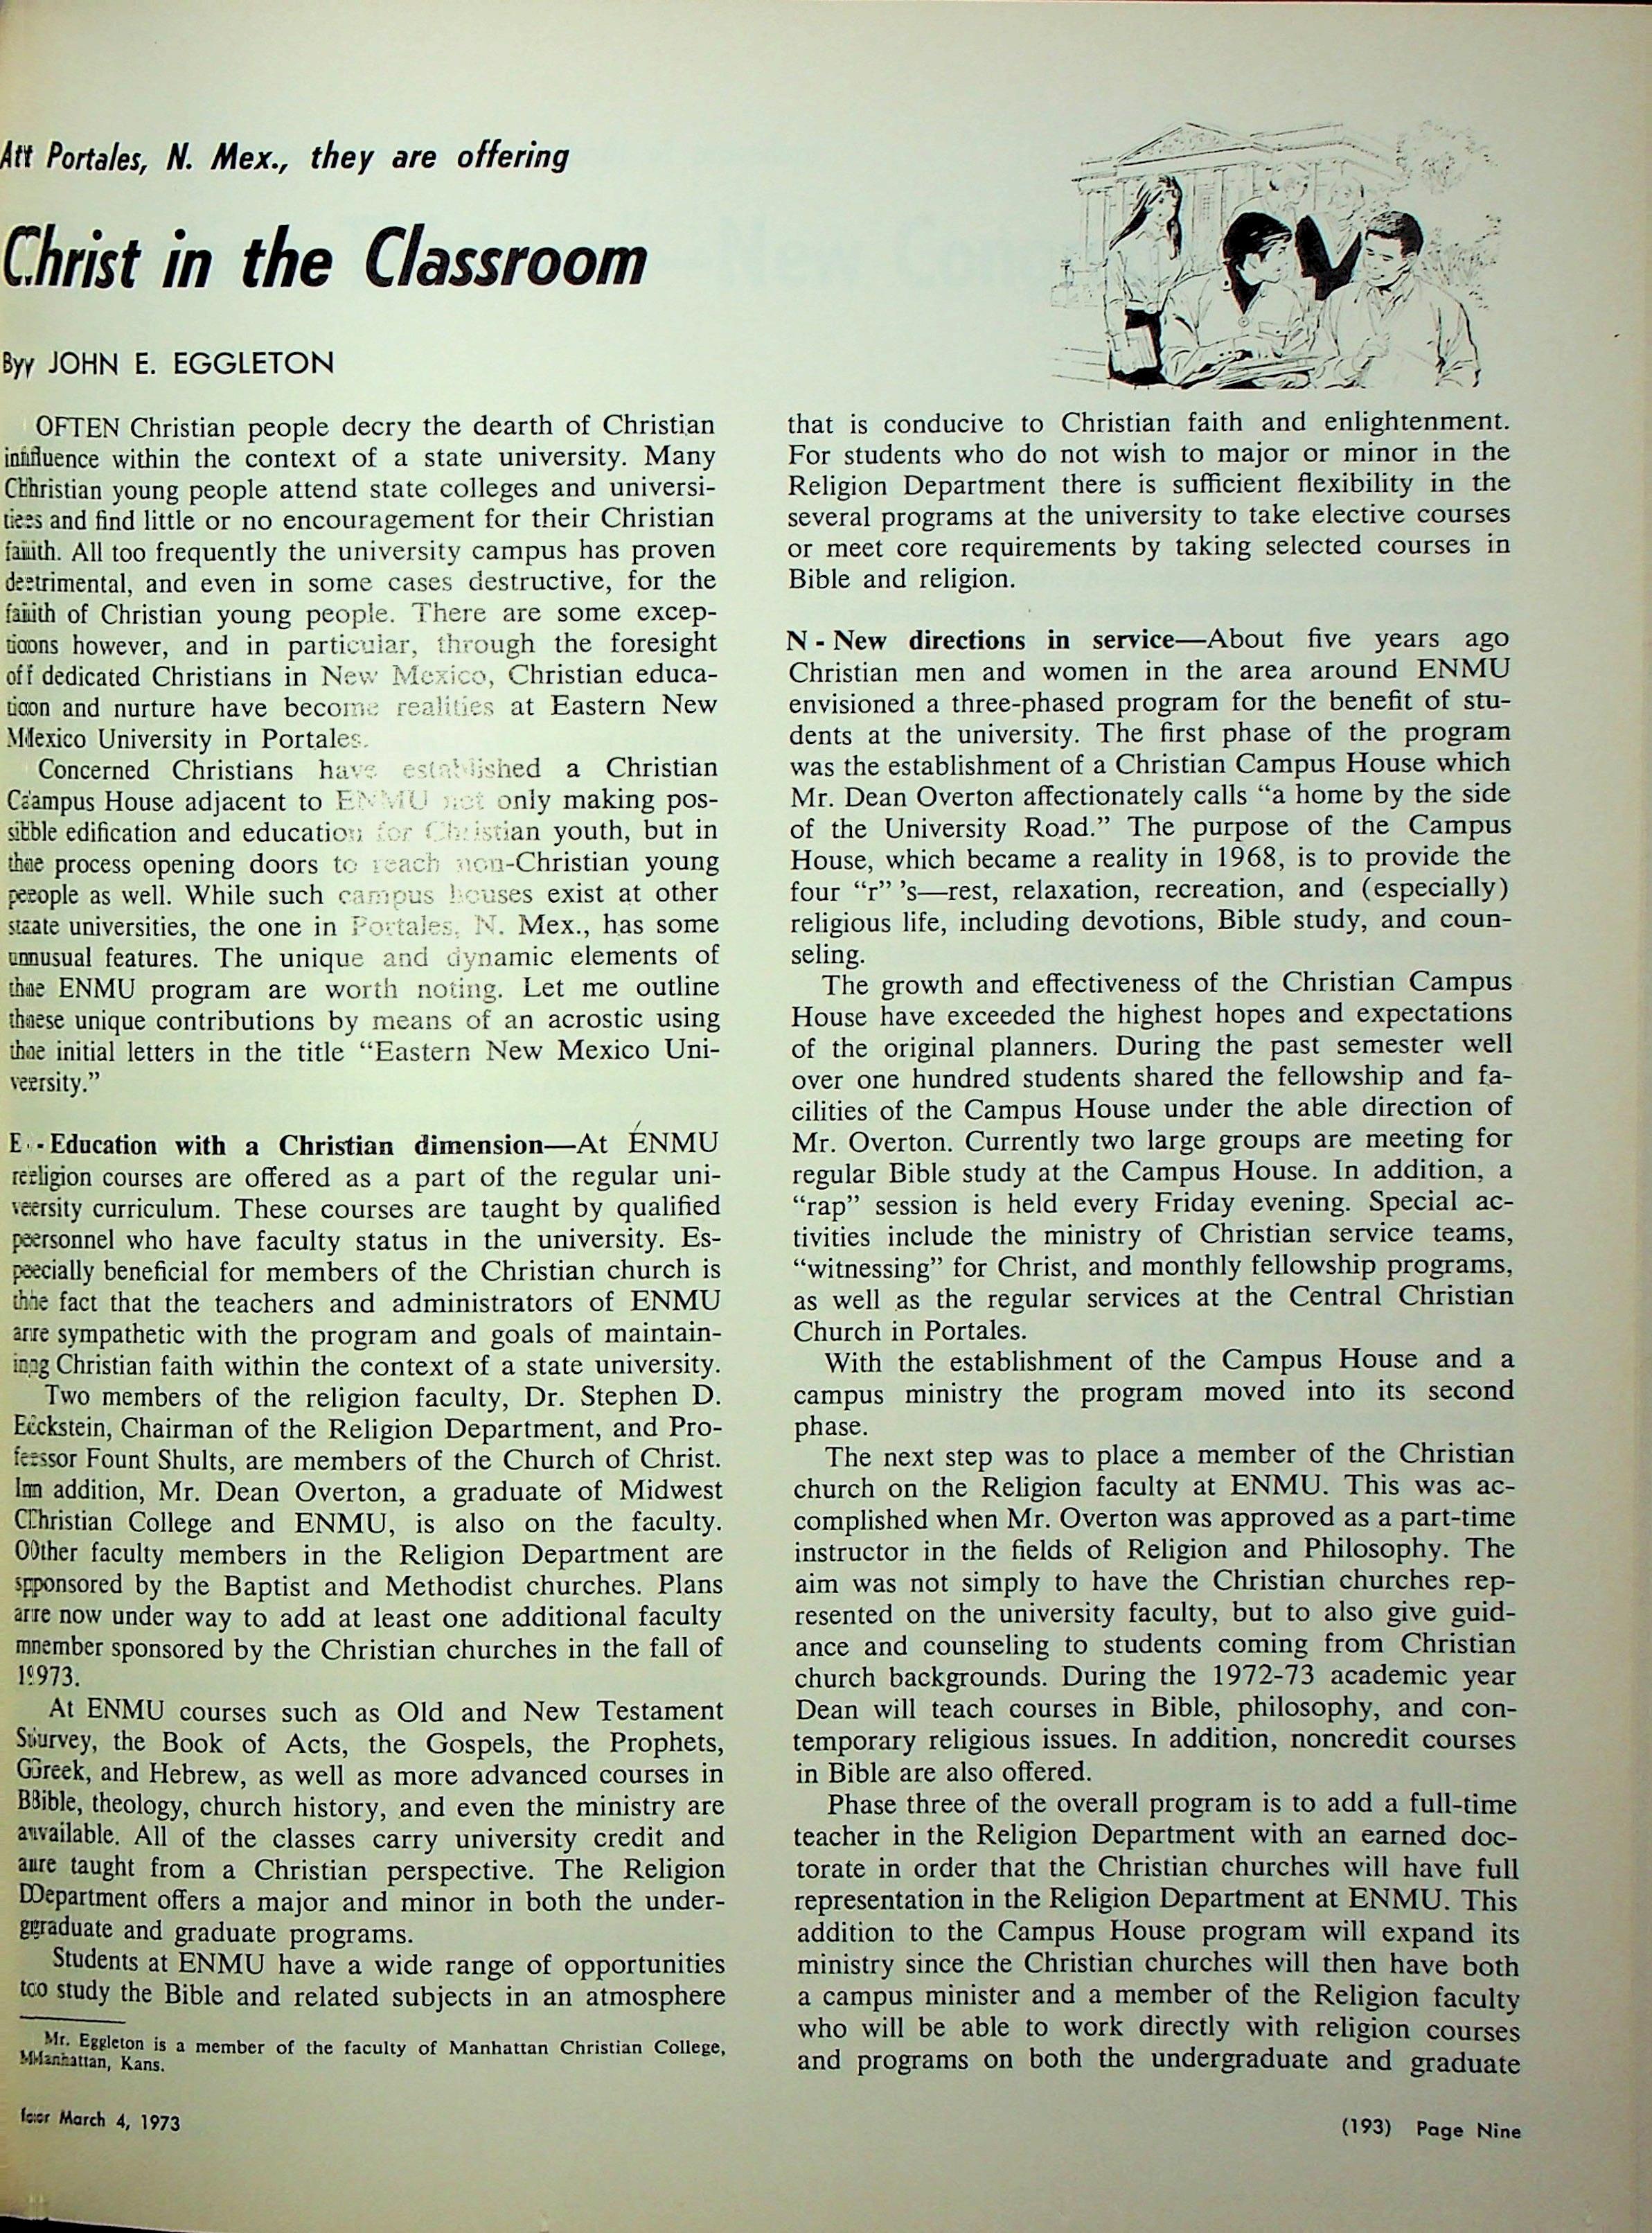 At Portales, N. Mex., they are offering
Christ in the Classroom
By JOHN E. EGGLETON
OFTEN Christian people decry the dearth of Christian
influence within the context of a state university. Many
Christian young people attend state colleges and universi-
ties and find little or no encouragement for their Christian
faith. All too frequently the university campus has proven
detrimental, and even in some cases destructive, for the
faith of Christian young people. There are some excep-
tions however, and in particular, through the foresight
of dedicated Christians in New Mexico, Christian educa-
tion and nurture have become realities at Eastern New
Mexico University in Portales.
Concerned Christians have established a Christian
Campus House adjacent to ENMU not only making pos-
sible edification and education for Christian youth, but in
the process opening doors to reach non-Christian young
people as well. While such campus houses exist at other
state universities, the one in Portales, N. Mex., has some
unusual features. The unique and dynamic elements of
the ENMU program are worth noting. Let me outline
these unique contributions by means of an acrostic using
the initial letters in the title “Eastern New Mexico Uni-
versity.”
E - Education with a Christian dimension—At ENMU
religion courses are offered as a part of the regular uni-
versity curriculum. These courses are taught by qualified
personnel who have faculty status in the university. Es-
pecially beneficial for members of the Christian church is
the fact that the teachers and administrators of ENMU
are sympathetic with the program and goals of maintain-
ing Christian faith within the context of a state university.
Two members of the religion faculty, Dr. Stephen D.
Eckstein, Chairman of the Religion Department, and Pro-
fessor Fount Shults, are members of the Church of Christ.
In addition, Mr. Dean Overton, a graduate of Midwest
Christian College and ENMU, is also on the faculty.
Other faculty members in the Religion Department are
sponsored by the Baptist and Methodist churches. Plans
are now under way to add at least one additional faculty
member sponsored by the Christian churches in the fall of
1973.
At ENMU courses such as Old and New Testament
Survey, the Book of Acts, the Gospels, the Prophets,
Greek, and Hebrew, as well as more advanced courses in
Bible, theology, church history, and even the ministry are
available. All of the classes carry university credit and
are taught from a Christian perspective. The Religion
Department offers a major and minor in both the under-
graduate and graduate programs.
Students at ENMU have a wide range of opportunities
to study the Bible and related subjects in an atmosphere
Mr. Eggleton is a member of the faculty of Manhattan Christian College,
Manhattan, Kans.
that is conducive to Christian faith and enlightenment.
For students who do not wish to major or minor in the
Religion Department there is sufficient flexibility in the
several programs at the university to take elective courses
or meet core requirements by taking selected courses in
Bible and religion.
N - New directions in service—About five years ago
Christian men and women in the area around ENMU
envisioned a three-phased program for the benefit of stu-
dents at the university. The first phase of the program
was the establishment of a Christian Campus House which
Mr. Dean Overton affectionately calls “a home by the side
of the University Road.” The purpose of the Campus
House, which became a reality in 1968, is to provide the
four “r” ’s—rest, relaxation, recreation, and (especially)
religious life, including devotions, Bible study, and coun-
seling.
The growth and effectiveness of the Christian Campus
House have exceeded the highest hopes and expectations
of the original planners. During the past semester well
over one hundred students shared the fellowship and fa-
cilities of the Campus House under the able direction of
Mr. Overton. Currently two large groups are meeting for
regular Bible study at the Campus House. In addition, a
“rap” session is held every Friday evening. Special ac-
tivities include the ministry of Christian service teams,
“witnessing” for Christ, and monthly fellowship programs,
as well as the regular services at the Central Christian
Church in Portales.
With the establishment of the Campus House and a
campus ministry the program moved into its second
phase.
The next step was to place a member of the Christian
church on the Religion faculty at ENMU. This was ac-
complished when Mr. Overton was approved as a part-time
instructor in the fields of Religion and Philosophy. The
aim was not simply to have the Christian churches rep-
resented on the university faculty, but to also give guid-
ance and counseling to students coming from Christian
church backgrounds. During the 1972-73 academic year
Dean will teach courses in Bible, philosophy, and con-
temporary religious issues. In addition, noncredit courses
in Bible are also offered.
Phase three of the overall program is to add a full-time
teacher in the Religion Department with an earned doc-
torate in order that the Christian churches will have full
representation in the Religion Department at ENMU. This
addition to the Campus House program will expand its
ministry since the Christian churches will then have both
a campus minister and a member of the Religion faculty
who will be able to work directly with religion courses
and programs on both the undergraduate and graduate
for March 4, 1973
(193) Page Nine